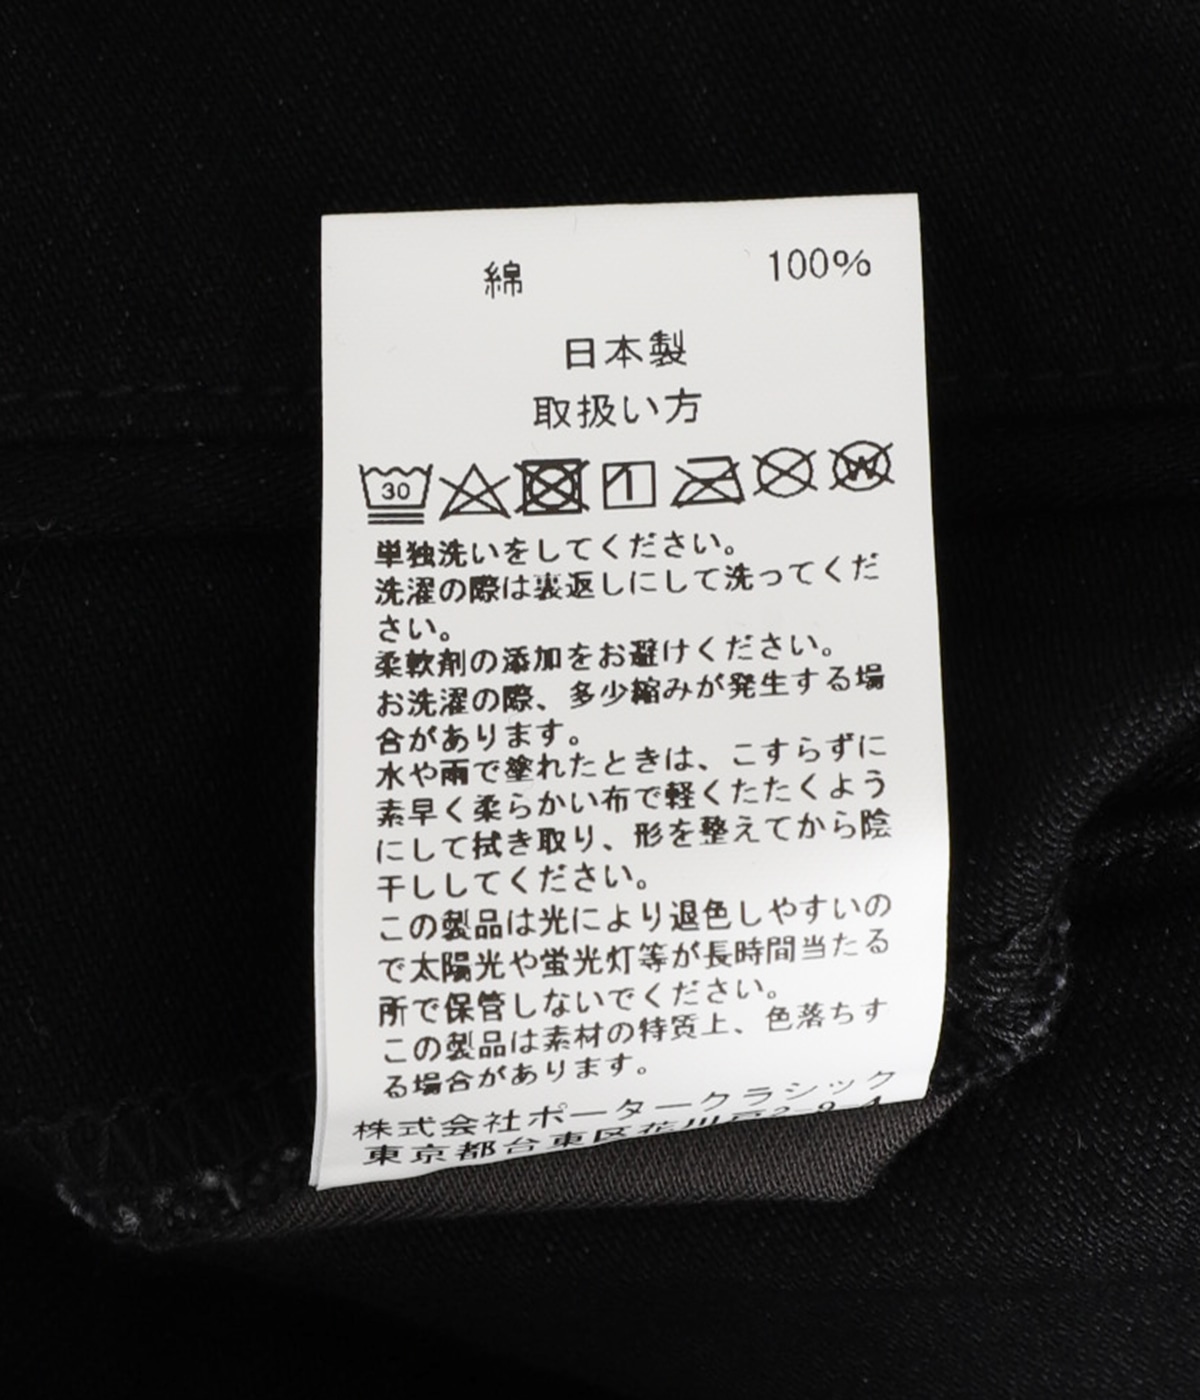 綿 100%
日本製
取扱い方
30
単独洗いをしてください。
洗濯の際は裏返しにして洗ってくだ
さい。
柔軟剤の添加をお避けください。
お洗濯の際、多少縮みが発生する場
合があります。
水や雨で塗れたときは、こすらずに
素早く柔らかい布で軽くたたくよう
にして拭き取り、形を整えてから陰
干ししてください。
この製品は光により退色しやすいの
で太陽光や蛍光灯等が長時間当たる
所で保管しないでください。
この製品は素材の特質上、色落ちす
る場合があります。
株式会社ポータークラシック
東京都台東区花川戸2-9-4